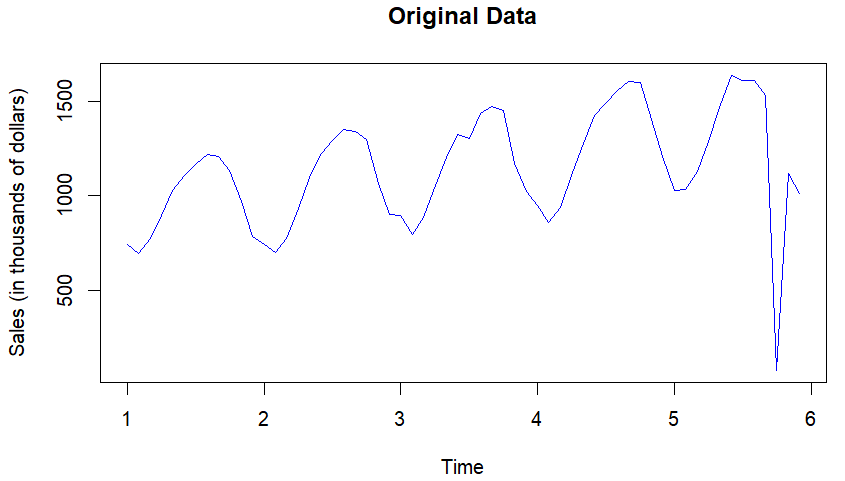 Original Data
Sales (in thousands of dollars)
1500
1000
500
1 2 3 4 5 6
Time